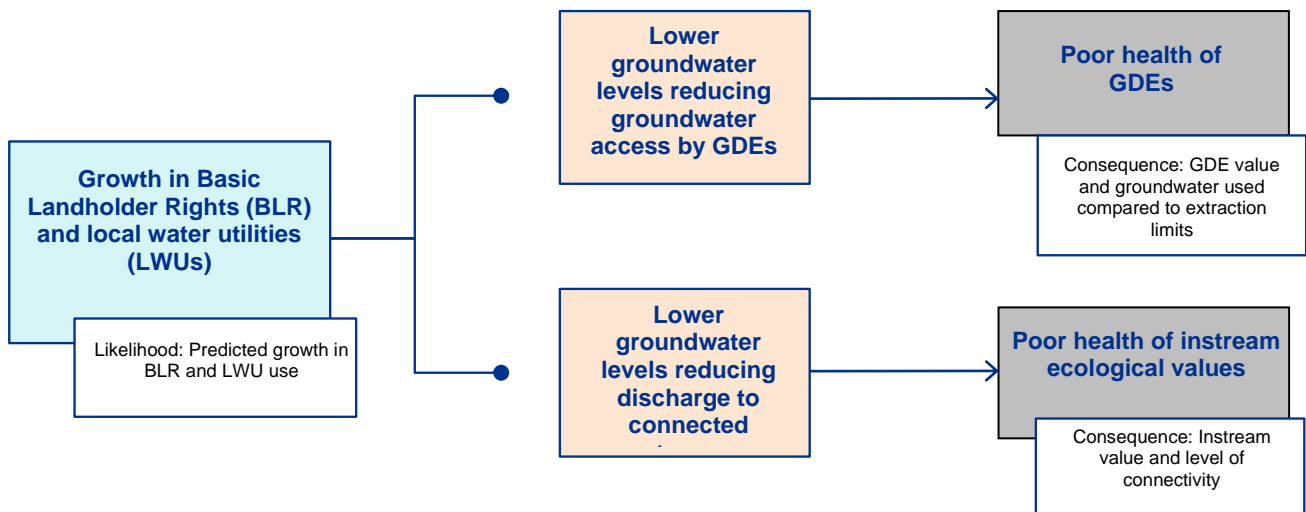 Growth in Basic
Landholder Rights (BLR)
and local water utilities
(LWUs)
Likelihood: Predicted growth in
BLR and LWU use
Lower
groundwater
levels reducing
groundwater
access by GDEs
Poor health of
GDEs
Consequence: GDE value
and groundwater used
compared to extraction
limits
Lower
groundwater
levels reducing
discharge to
connected
Poor health of instream
ecological values
Consequence: Instream
value and level of
connectivity